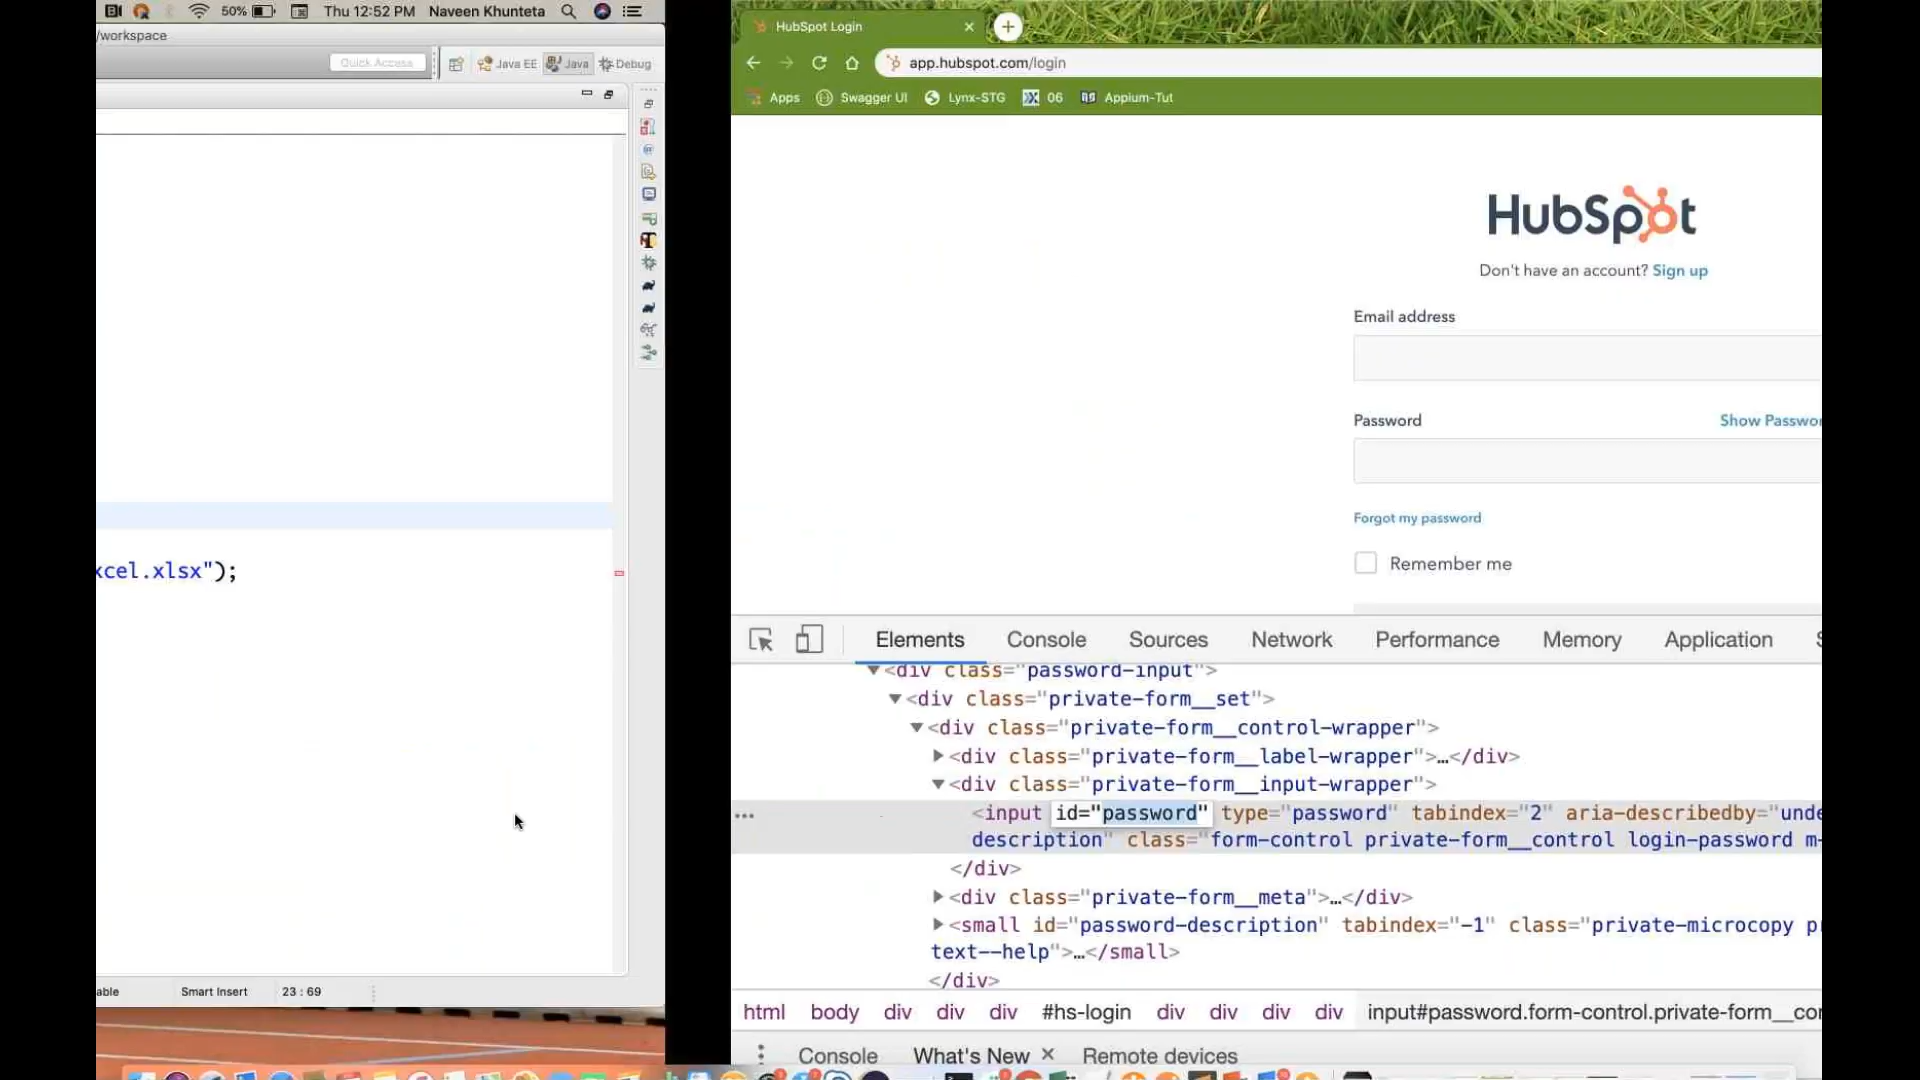 50% Thu 12:52 PM Naveen Khunteta
/workspace
Quick Access Java EE Java Debug
xcel.xlsx");
able Smart Insert 23 : 69
HubSpot Login
app.hubspot.com/login
Apps Swagger UI Lynx-STG 06 Appium-Tut
HubSpot
Don't have an account? Sign up
Email address
Password Show Passwor
Forgot my password
Remember me
Elements Console Sources Network Performance Memory Application
<div class="password-input">
<div class="private-form__set">
<div class="private-form__control-wrapper">
<div class="private-form__label-wrapper">…</div>
<div class="private-form__input-wrapper">
<input id="password" type="password" tabindex="2" aria-describedby="unde
description" class="form-control private-form__control login-password m-
</div>
<div class="private-form__meta">…</div>
<small id="password-description" tabindex="-1" class="private-microcopy pr
text--help">…</small>
</div>
html body div div div #hs-login div div div div input#password.form-control.private-form__co
Console What's New × Remote devices